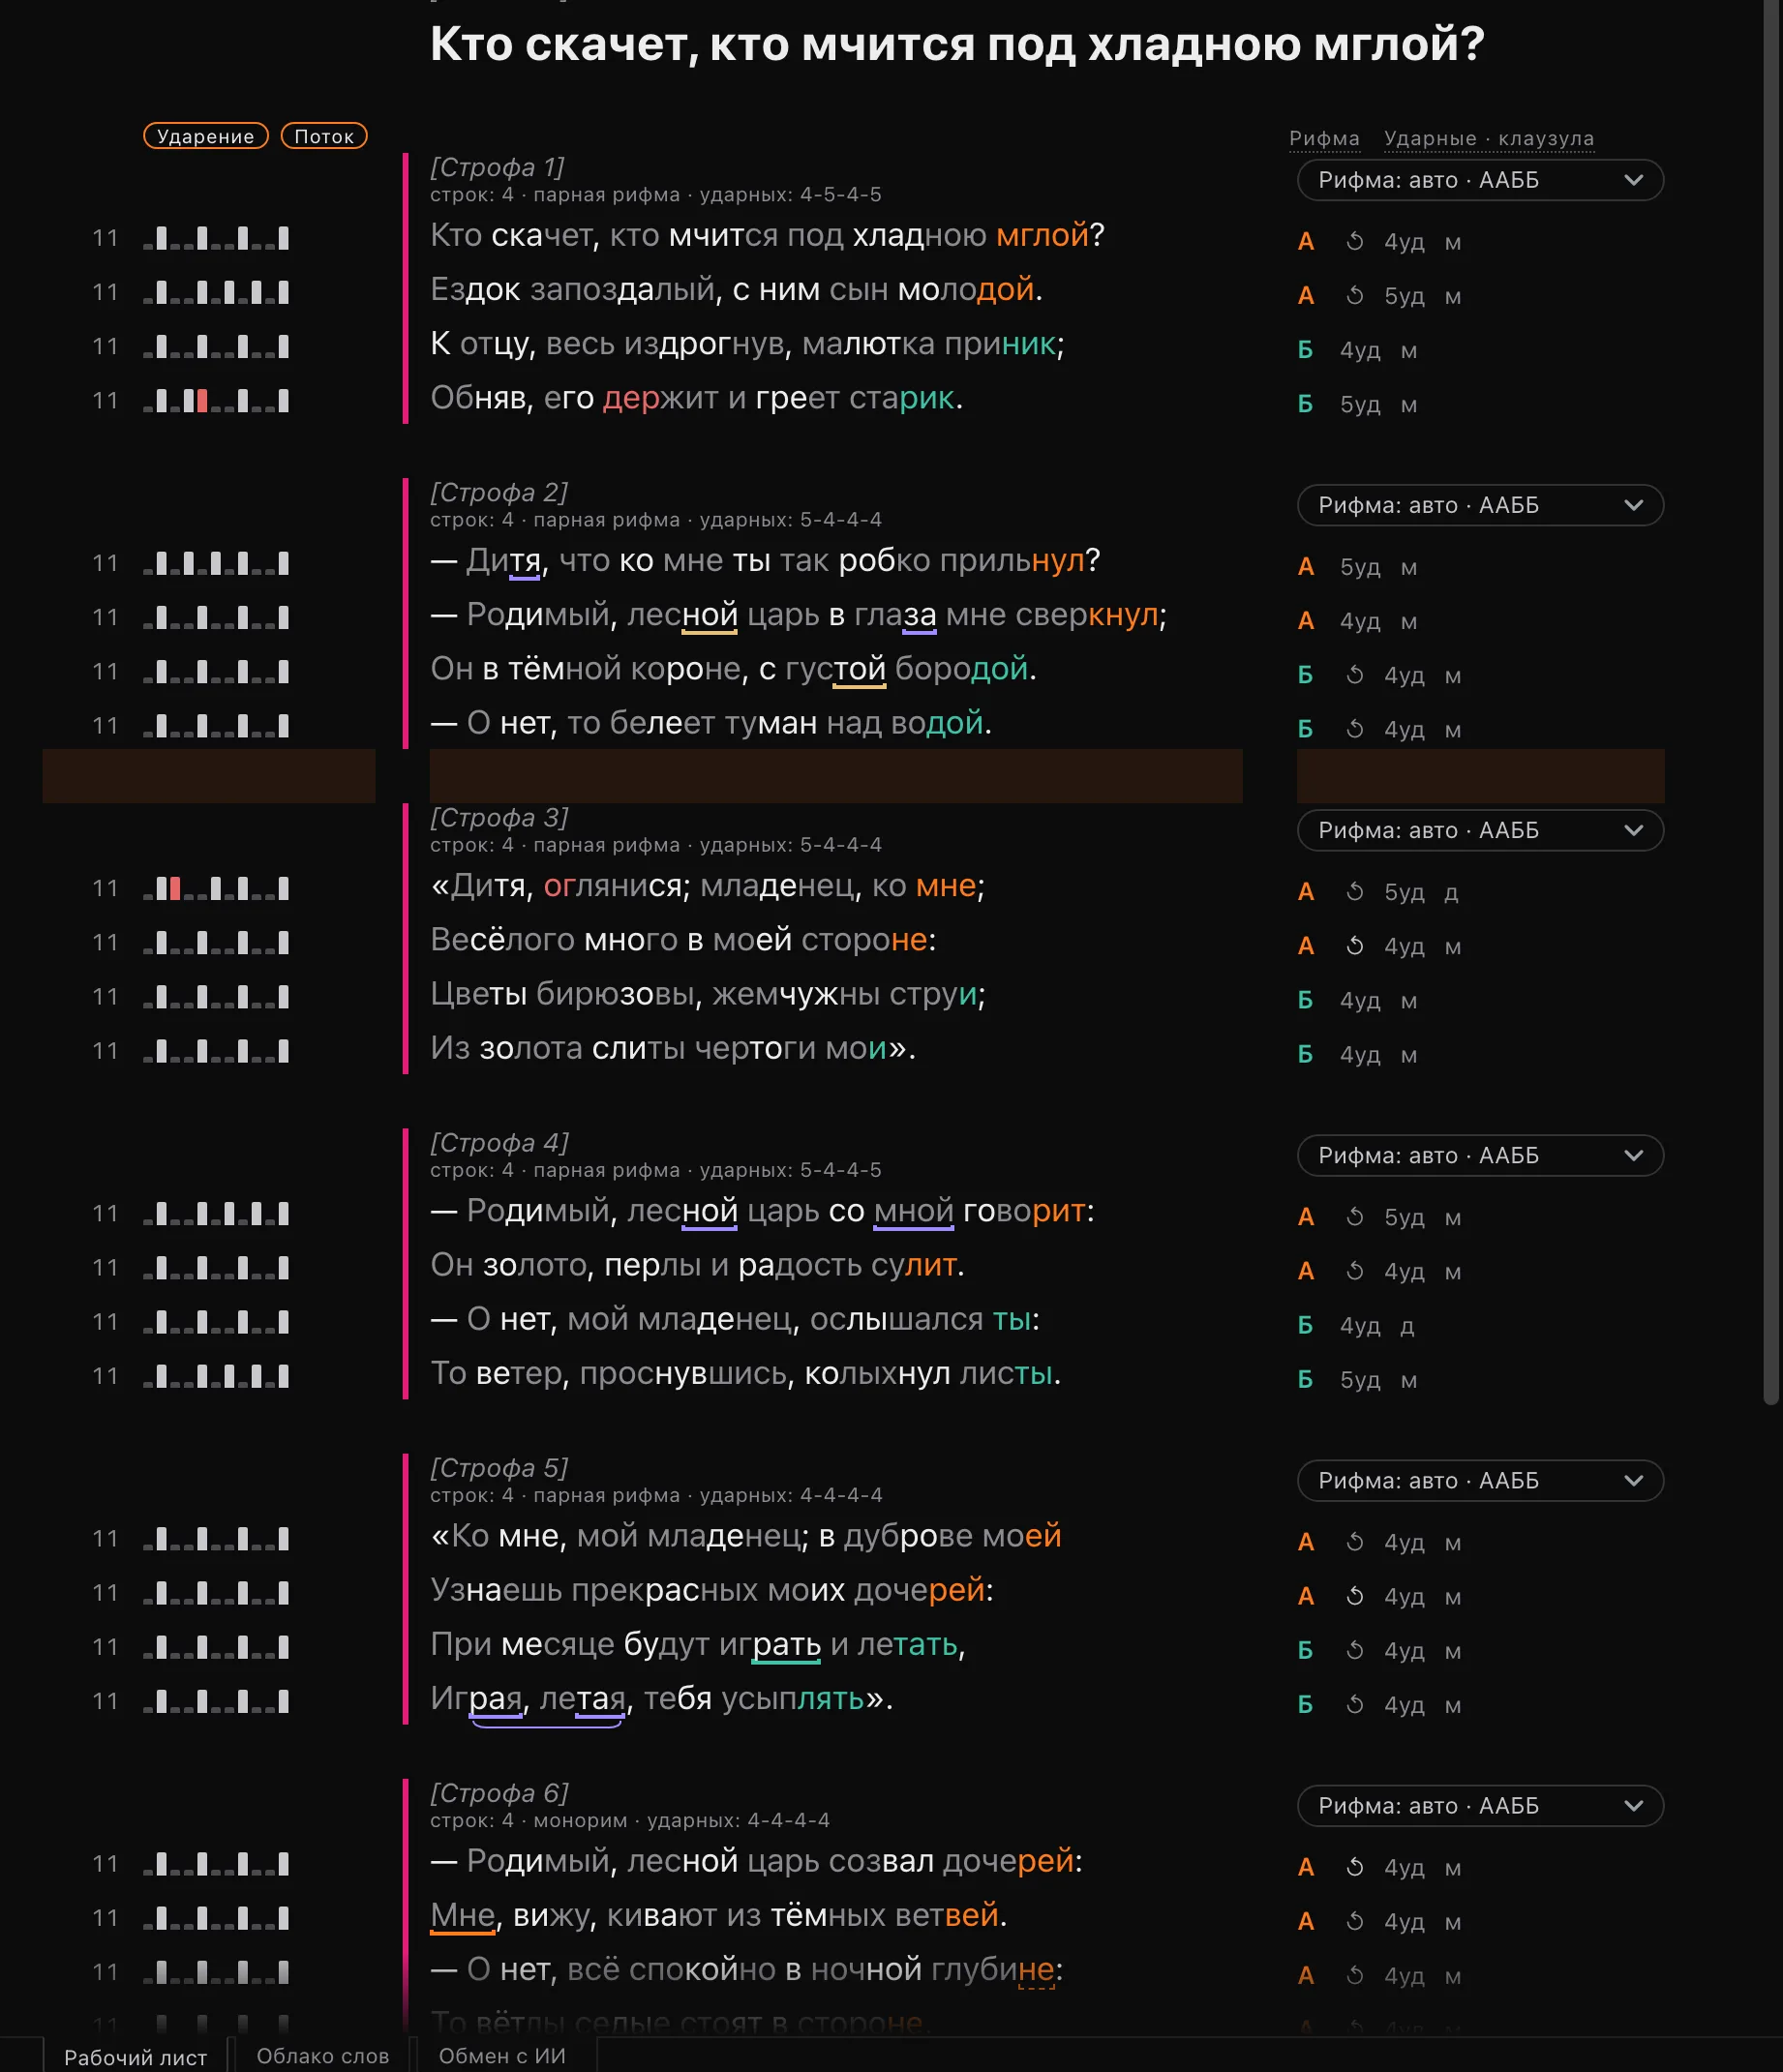 Кто скачет, кто мчится под хладною мглой?
Ударение Поток Рифма Ударные · клаузула
[Строфа 1] Рифма: авто · ААББ
строк: 4 · парная рифма · ударных: 4-5-4-5
11 Кто скачет, кто мчится под хладною мглой? А 4уд м
11 Ездок запоздалый, с ним сын молодой. А 5уд м
11 К отцу, весь издрогнув, малютка приник; Б 4уд м
11 Обняв, его держит и греет старик. Б 5уд м
[Строфа 2] Рифма: авто · ААББ
строк: 4 · парная рифма · ударных: 5-4-4-4
11 — Дитя, что ко мне ты так робко прильнул? А 5уд м
11 — Родимый, лесной царь в глаза мне сверкнул; А 4уд м
11 Он в тёмной короне, с густой бородой. Б 4уд м
11 — О нет, то белеет туман над водой. Б 4уд м
[Строфа 3] Рифма: авто · ААББ
строк: 4 · парная рифма · ударных: 5-4-4-4
11 «Дитя, оглянися; младенец, ко мне; А 5уд д
11 Весёлого много в моей стороне: А 4уд м
11 Цветы бирюзовы, жемчужны струи; Б 4уд м
11 Из золота слиты чертоги мои». Б 4уд м
[Строфа 4] Рифма: авто · ААББ
строк: 4 · парная рифма · ударных: 5-4-4-5
11 — Родимый, лесной царь со мной говорит: А 5уд м
11 Он золото, перлы и радость сулит. А 4уд м
11 — О нет, мой младенец, ослышался ты: Б 4уд д
11 То ветер, проснувшись, колыхнул листы. Б 5уд м
[Строфа 5] Рифма: авто · ААББ
строк: 4 · парная рифма · ударных: 4-4-4-4
11 «Ко мне, мой младенец; в дуброве моей А 4уд м
11 Узнаешь прекрасных моих дочерей: А 4уд м
11 При месяце будут играть и летать, Б 4уд м
11 Играя, летая, тебя усыплять». Б 4уд м
[Строфа 6] Рифма: авто · ААББ
строк: 4 · монорим · ударных: 4-4-4-4
11 — Родимый, лесной царь созвал дочерей: А 4уд м
11 Мне, вижу, кивают из тёмных ветвей. А 4уд м
11 — О нет, всё спокойно в ночной глубине: А 4уд м
11 То вётлы седые стоят в стороне. А 4уд м
Рабочий лист Облако слов Обмен с ИИ